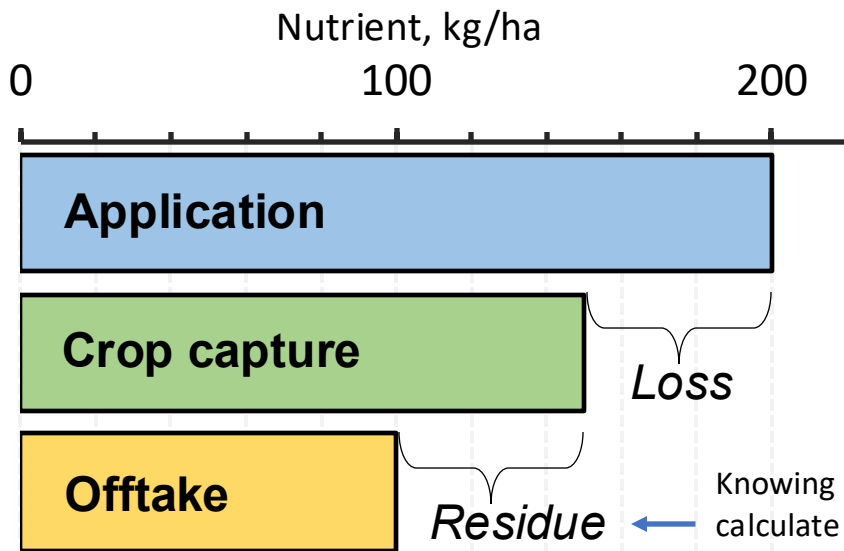 Nutrient, kg/ha
0 100 200
Application
Crop capture
Loss
Offtake
Residue
Knowing
calculate